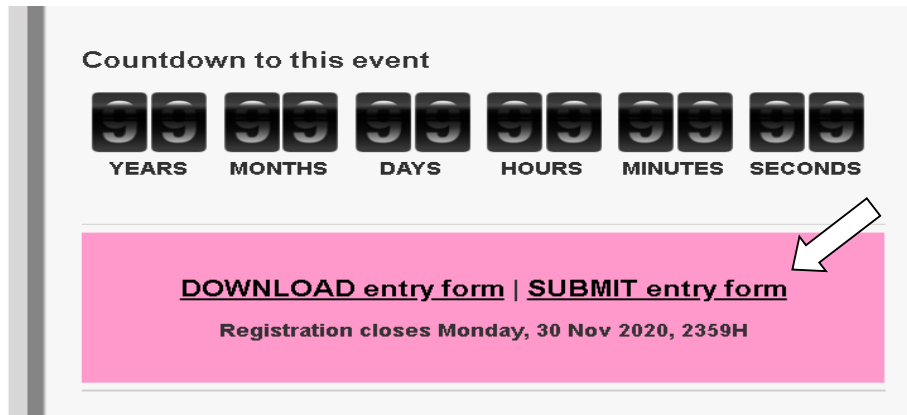 Countdown to this event
99 99 99 99 99 99
YEARS MONTHS DAYS HOURS MINUTES SECONDS
DOWNLOAD entry form | SUBMIT entry form
Registration closes Monday, 30 Nov 2020, 2359H